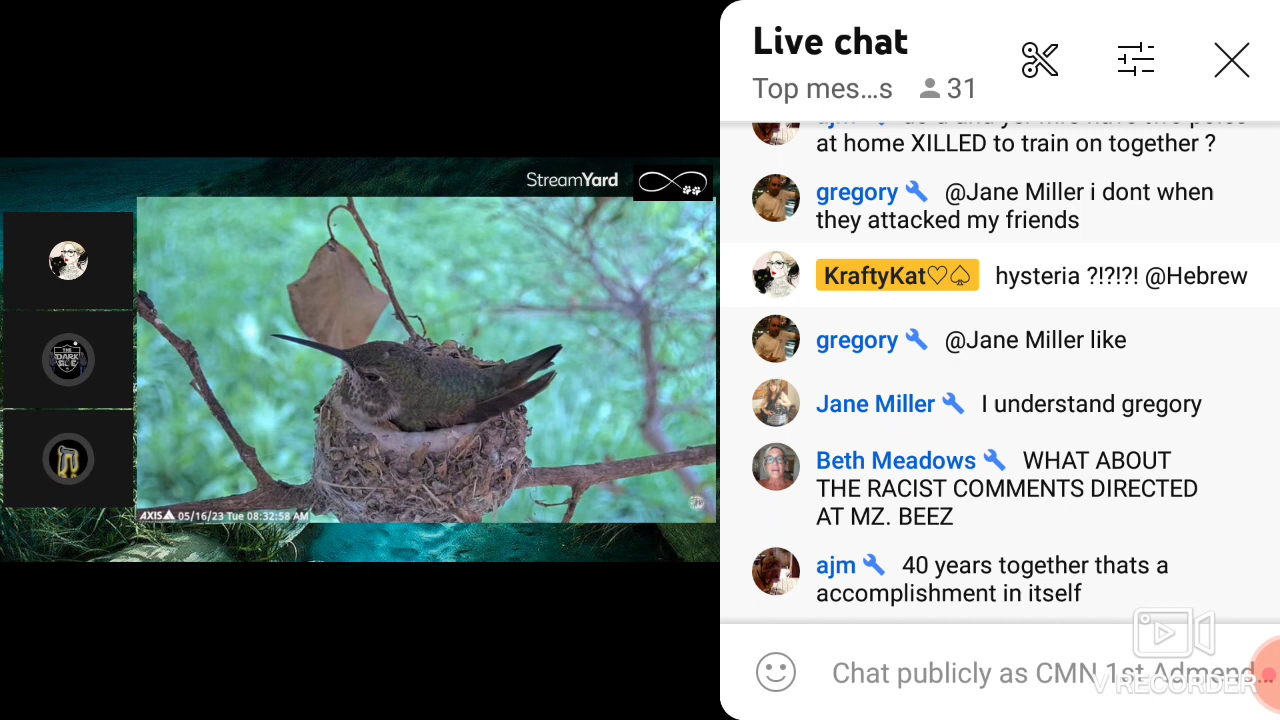 Live chat
Top mes...s 31
StreamYard
at home XILLED to train on together ?
gregory @Jane Miller i dont when
they attacked my friends
KraftyKat♡♤ hysteria ?!?!?! @Hebrew
gregory @Jane Miller like
Jane Miller I understand gregory
Beth Meadows WHAT ABOUT
THE RACIST COMMENTS DIRECTED
AT MZ. BEEZ
ajm 40 years together thats a
accomplishment in itself
THE
DARK
AXIS 05/16/23 Tue 08:32:58 AM
Chat publicly as CMN 1st Admend...
V RECORDER